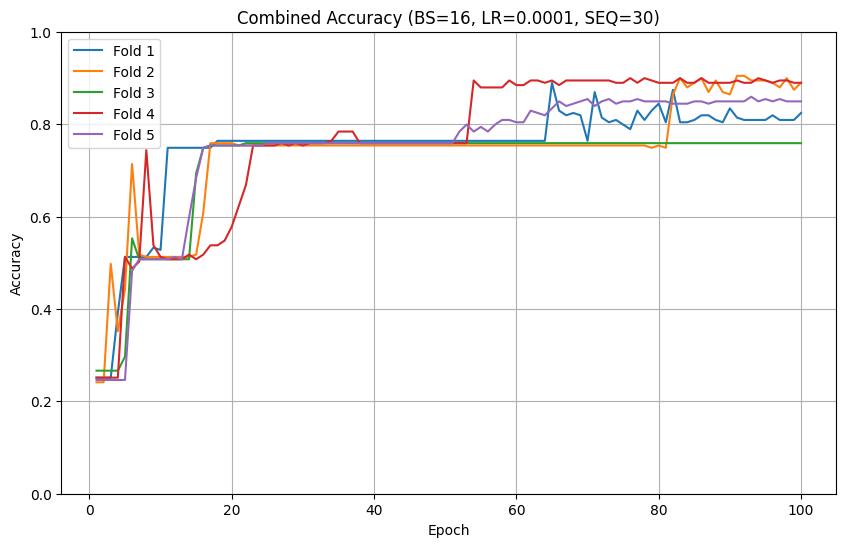 Combined Accuracy (BS=16, LR=0.0001, SEQ=30)
Fold 1
Fold 2
Fold 3
Fold 4
Fold 5
Accuracy
1.0
0.8
0.6
0.4
0.2
0.0
0 20 40 60 80 100
Epoch